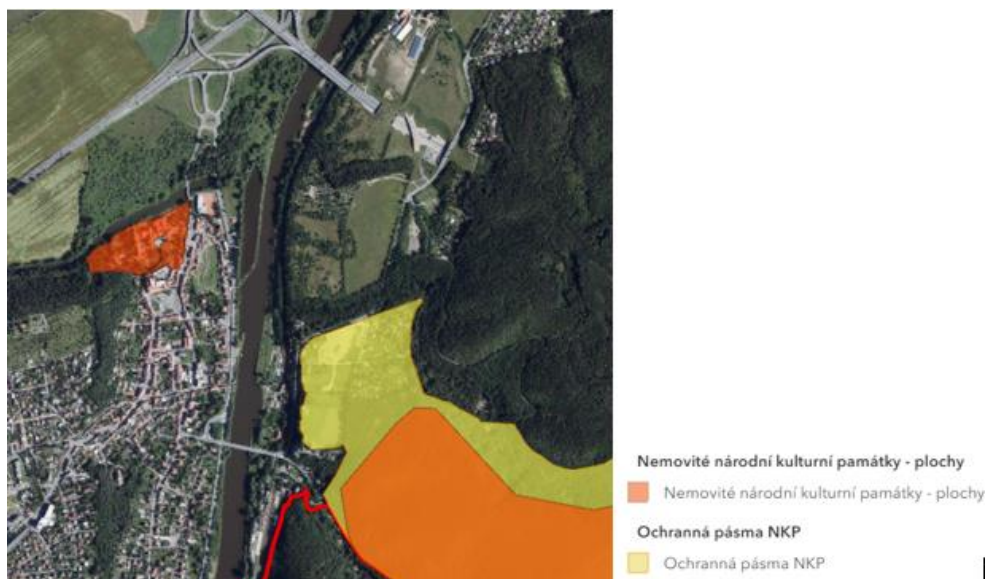 Nemovité národní kulturní památky - plochy
Nemovité národní kulturní památky - plochy
Ochranná pásma NKP
Ochranná pásma NKP